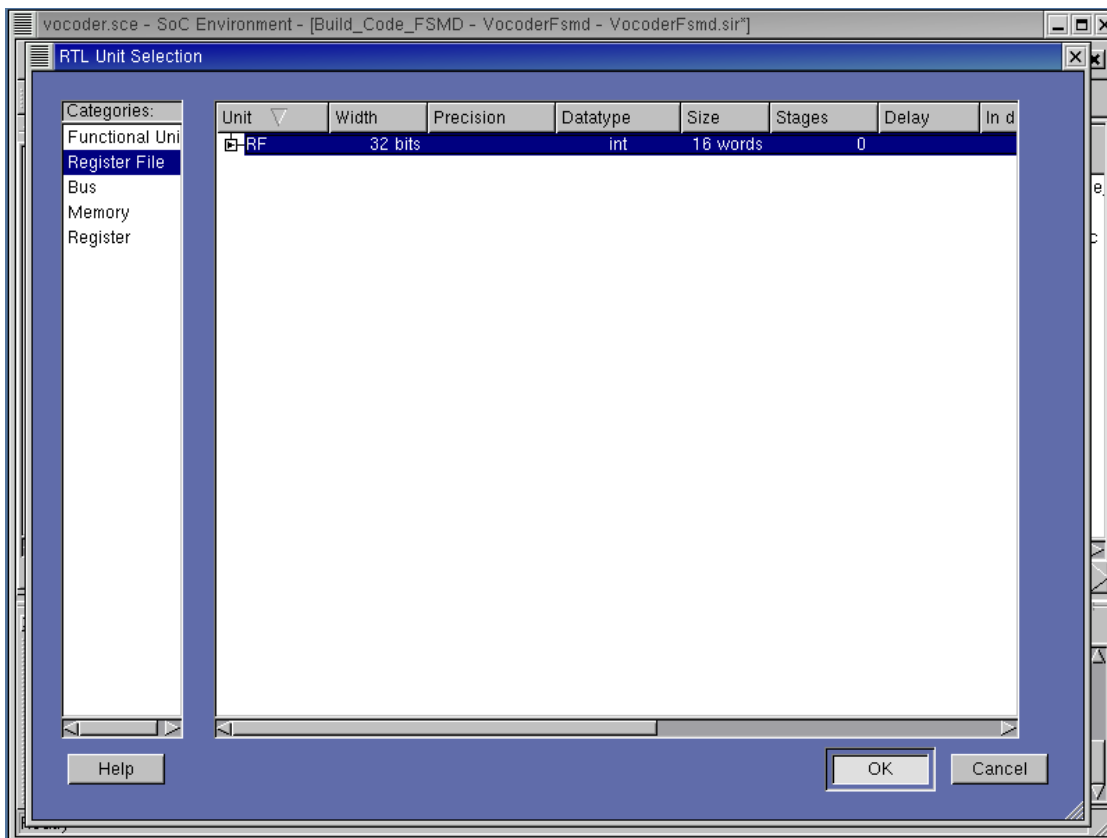 vocoder.sce - SoC Environment - [Build_Code_FSMD - VocoderFsmd - VocoderFsmd.sir*]
RTL Unit Selection
Categories:
Functional Uni
Register File
Bus
Memory
Register
Unit Width Precision Datatype Size Stages Delay In d
RF 32 bits int 16 words 0
Help OK Cancel